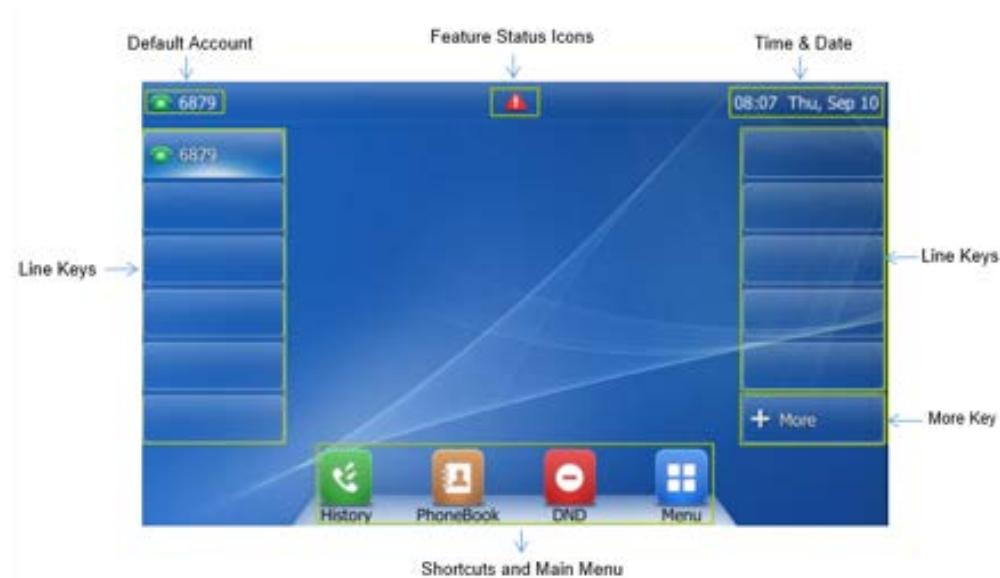 Default Account
Feature Status Icons
Time & Date
6879
08:07 Thu, Sep 10
6879
Line Keys
Line Keys
+ More
More Key
History
PhoneBook
DND
Menu
Shortcuts and Main Menu